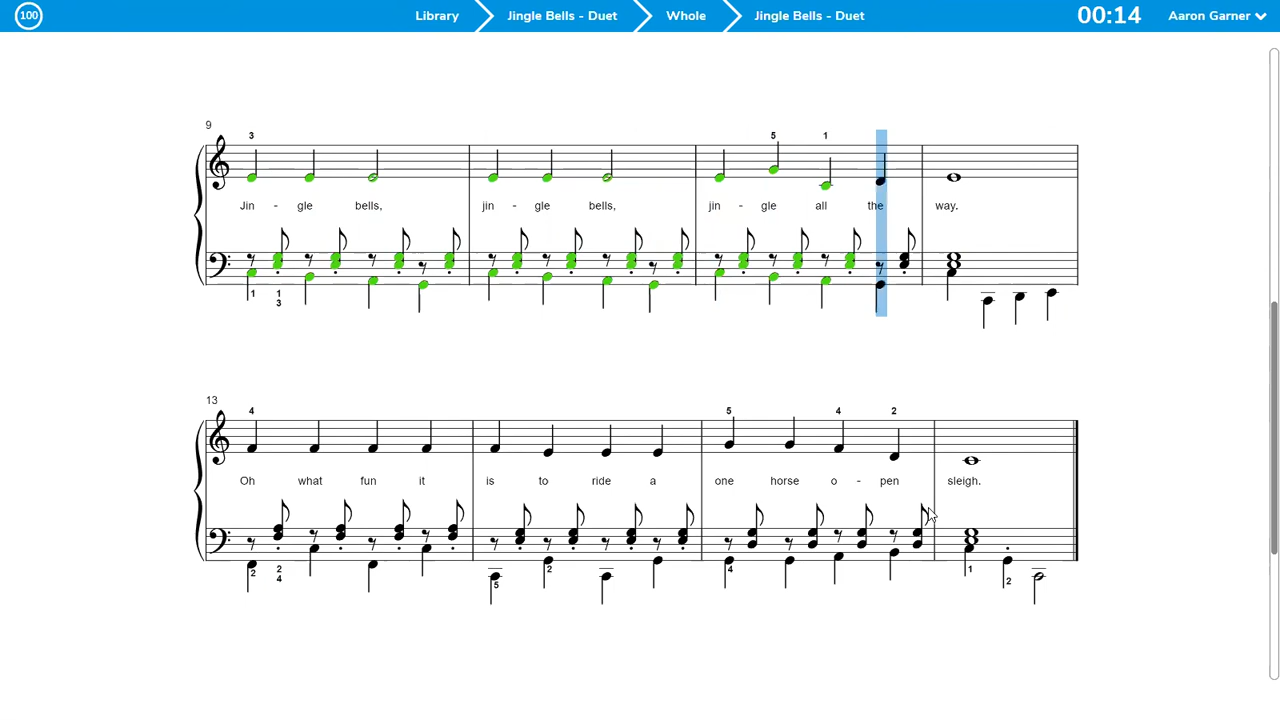 100 Library Jingle Bells - Duet Whole Jingle Bells - Duet 00:14 Aaron Garner
9
3 5 1
Jin - gle bells, jin - gle bells, jin - gle all the way.
1 1
3
13
4 5 4 2
Oh what fun it is to ride a one horse o - pen sleigh.
2 2 5 2 4 1 2
4